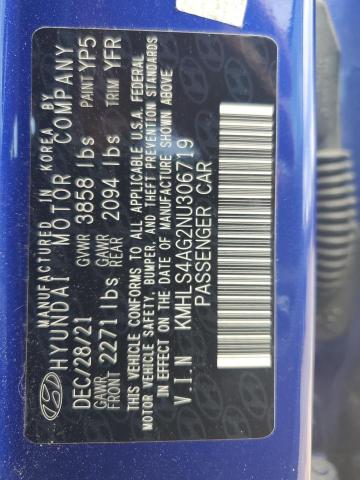 MANUFACTURED IN KOREA BY
HYUNDAI MOTOR COMPANY
DEC/28/21 GVWR 3858 lbs PAINT YP5
GAWR FRONT 2271 lbs GAWR REAR 2094 lbs TRIM YFR
THIS VEHICLE CONFORMS TO ALL APPLICABLE U.S.A. FEDERAL
MOTOR VEHICLE SAFETY, BUMPER, AND THEFT PREVENTION STANDARDS
IN EFFECT ON THE DATE OF MANUFACTURE SHOWN ABOVE
V.I.N KMHLS4AG2NU306719
PASSENGER CAR